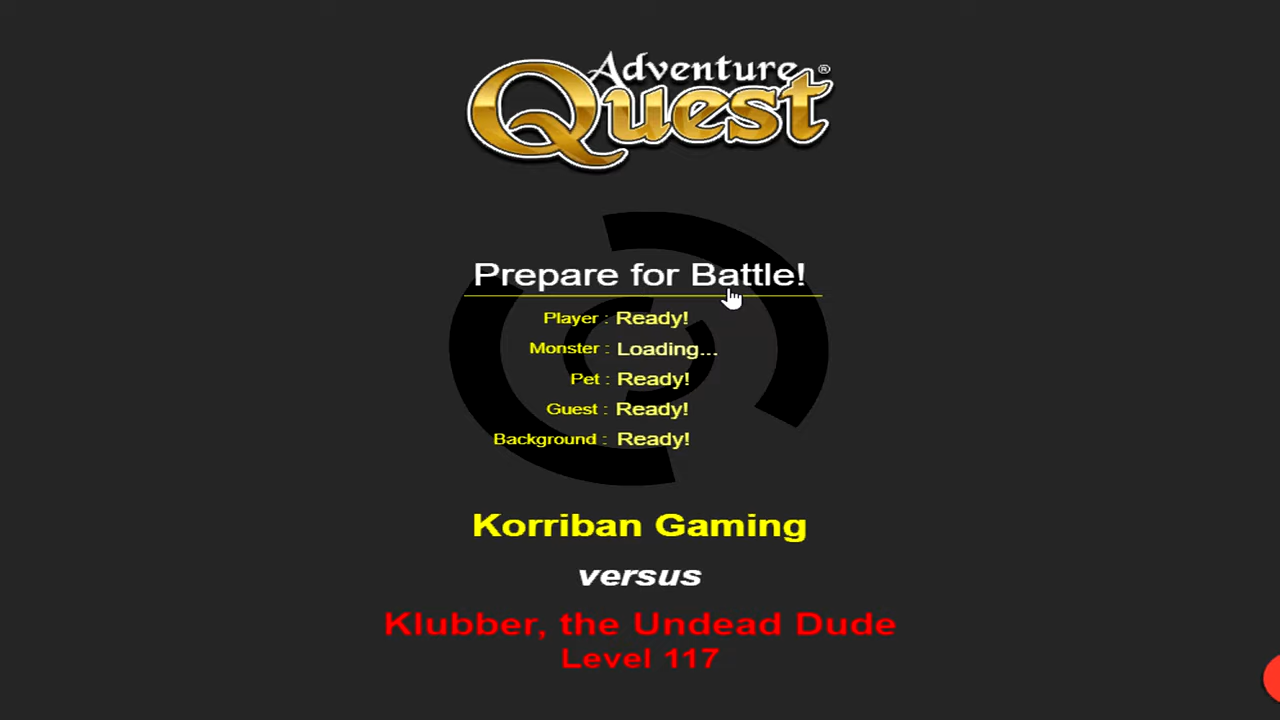 Adventure
Quest®
Prepare for Battle!
Player : Ready!
Monster : Loading...
Pet : Ready!
Guest : Ready!
Background : Ready!
Korriban Gaming
versus
Klubber, the Undead Dude
Level 117